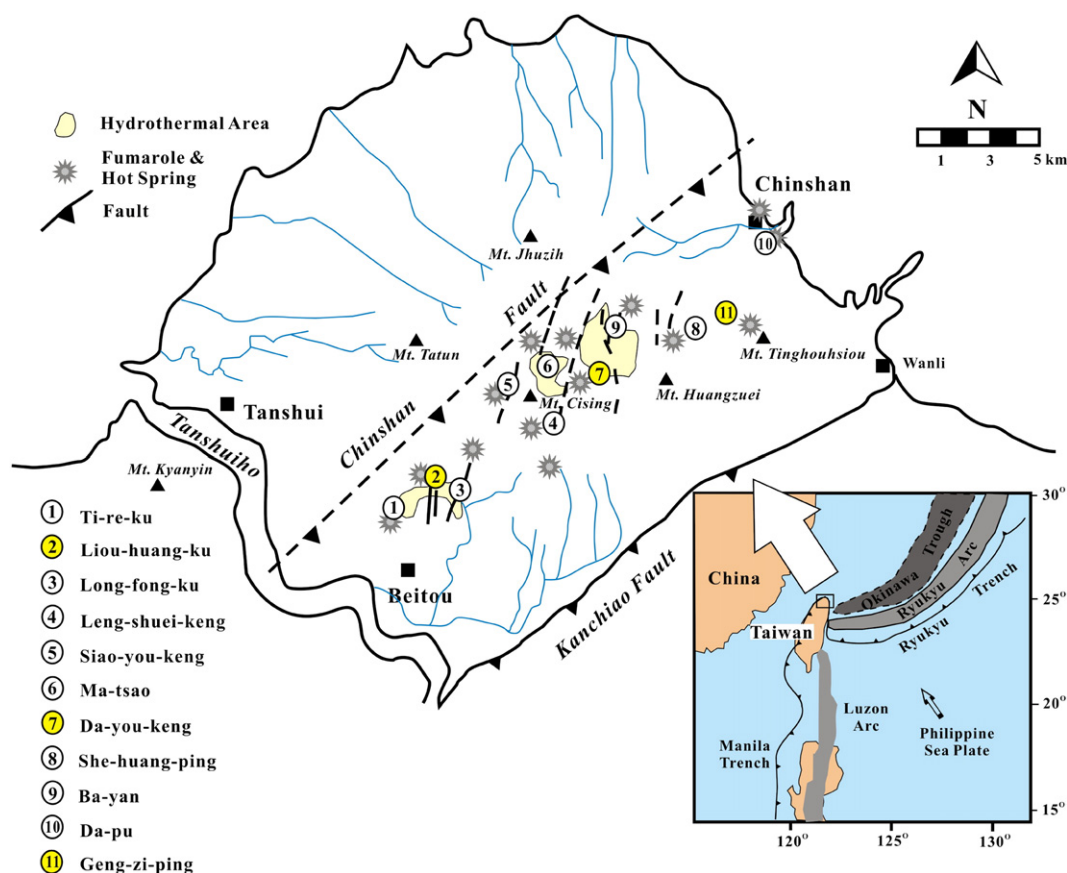 Hydrothermal Area
Fumarole &
Hot Spring
Fault
N
1 3 5 km
Chinshan
10
Mt. Jhuzih
Fault
9
8
11
Mt. Tatun
6
7
Mt. Tinghouhsiou
Wanli
5
Mt. Cising
Mt. Huangzuei
4
Tanshui
Chinshan
Tanshuiho
Mt. Kyanyin
2
3
1
Beitou
Kanchiao Fault
1 Ti-re-ku
2 Liou-huang-ku
3 Long-fong-ku
4 Leng-shuei-keng
5 Siao-you-keng
6 Ma-tsao
7 Da-you-keng
8 She-huang-ping
9 Ba-yan
10 Da-pu
11 Geng-zi-ping
China
Taiwan
Okinawa Trough
Ryukyu Arc
Ryukyu Trench
Luzon
Arc
Manila
Trench
Philippine
Sea Plate
30°
25°
20°
15°
120° 125° 130°